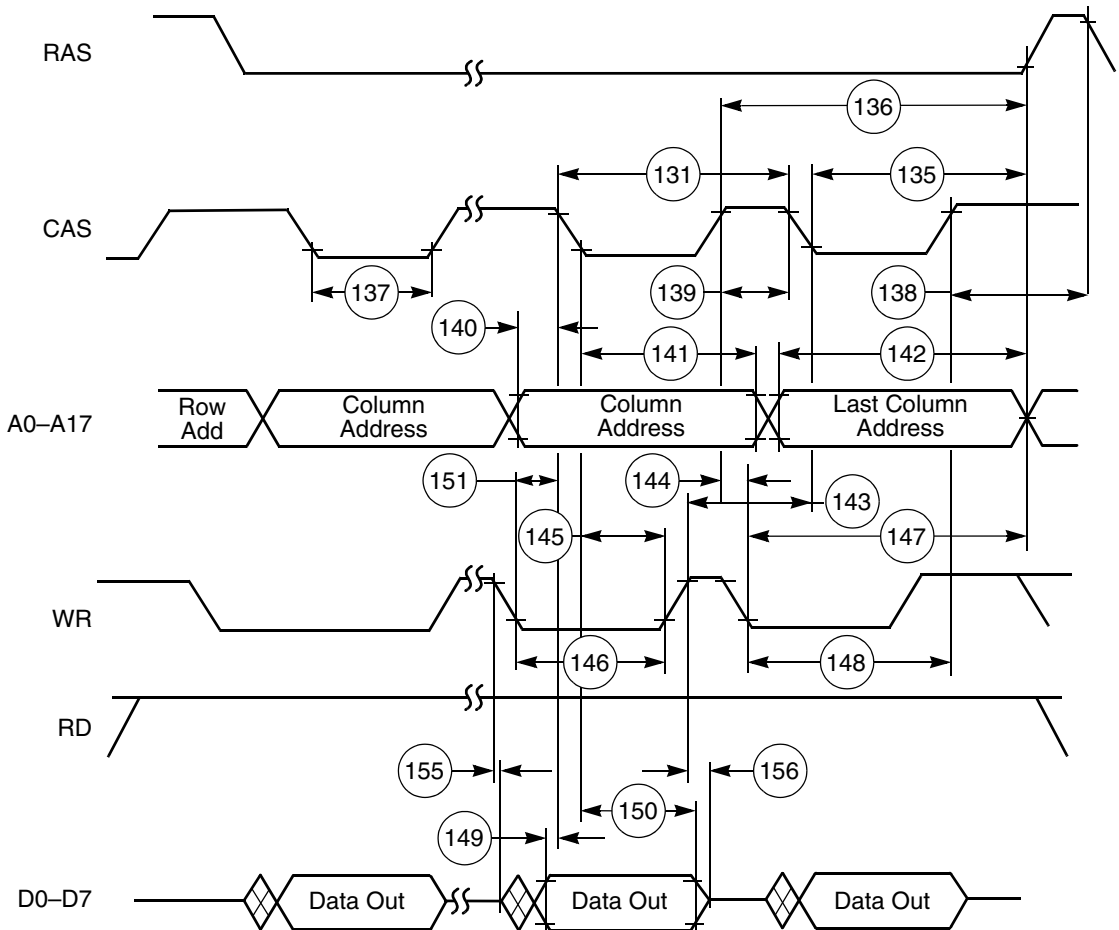 RAS
136
131
135
CAS
137
139
138
140
141
142
A0–A17
Row
Add
Column
Address
Column
Address
Last Column
Address
151
144
143
145
147
WR
146
148
RD
155
156
150
149
D0–D7
Data Out
Data Out
Data Out